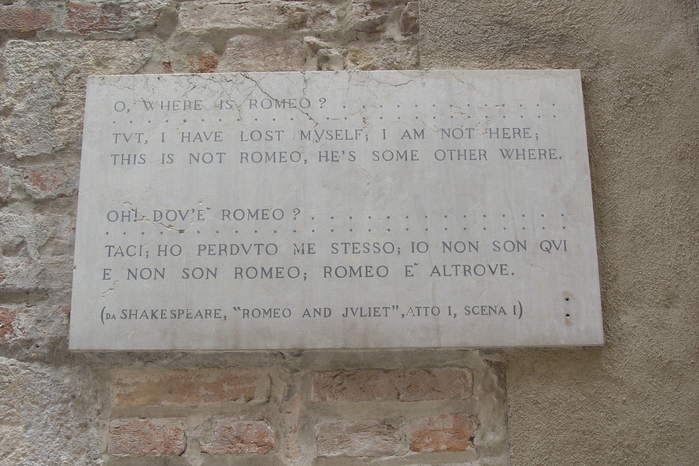 O, WHERE IS ROMEO? . . . . . . . . . . .
. . . . . . . . . . . . . . . . . . . . .
TVT, I HAVE LOST MYSELF; I AM NOT HERE;
THIS IS NOT ROMEO, HE'S SOME OTHER WHERE.
OH! DOV'E` ROMEO? . . . . . . . . . . . .
. . . . . . . . . . . . . . . . . . . . .
TACI; HO PERDVTO ME STESSO; IO NON SON QVI
E NON SON ROMEO; ROMEO E` ALTROVE.
(DA SHAKESPEARE, "ROMEO AND JVLIET", ATTO I, SCENA I)